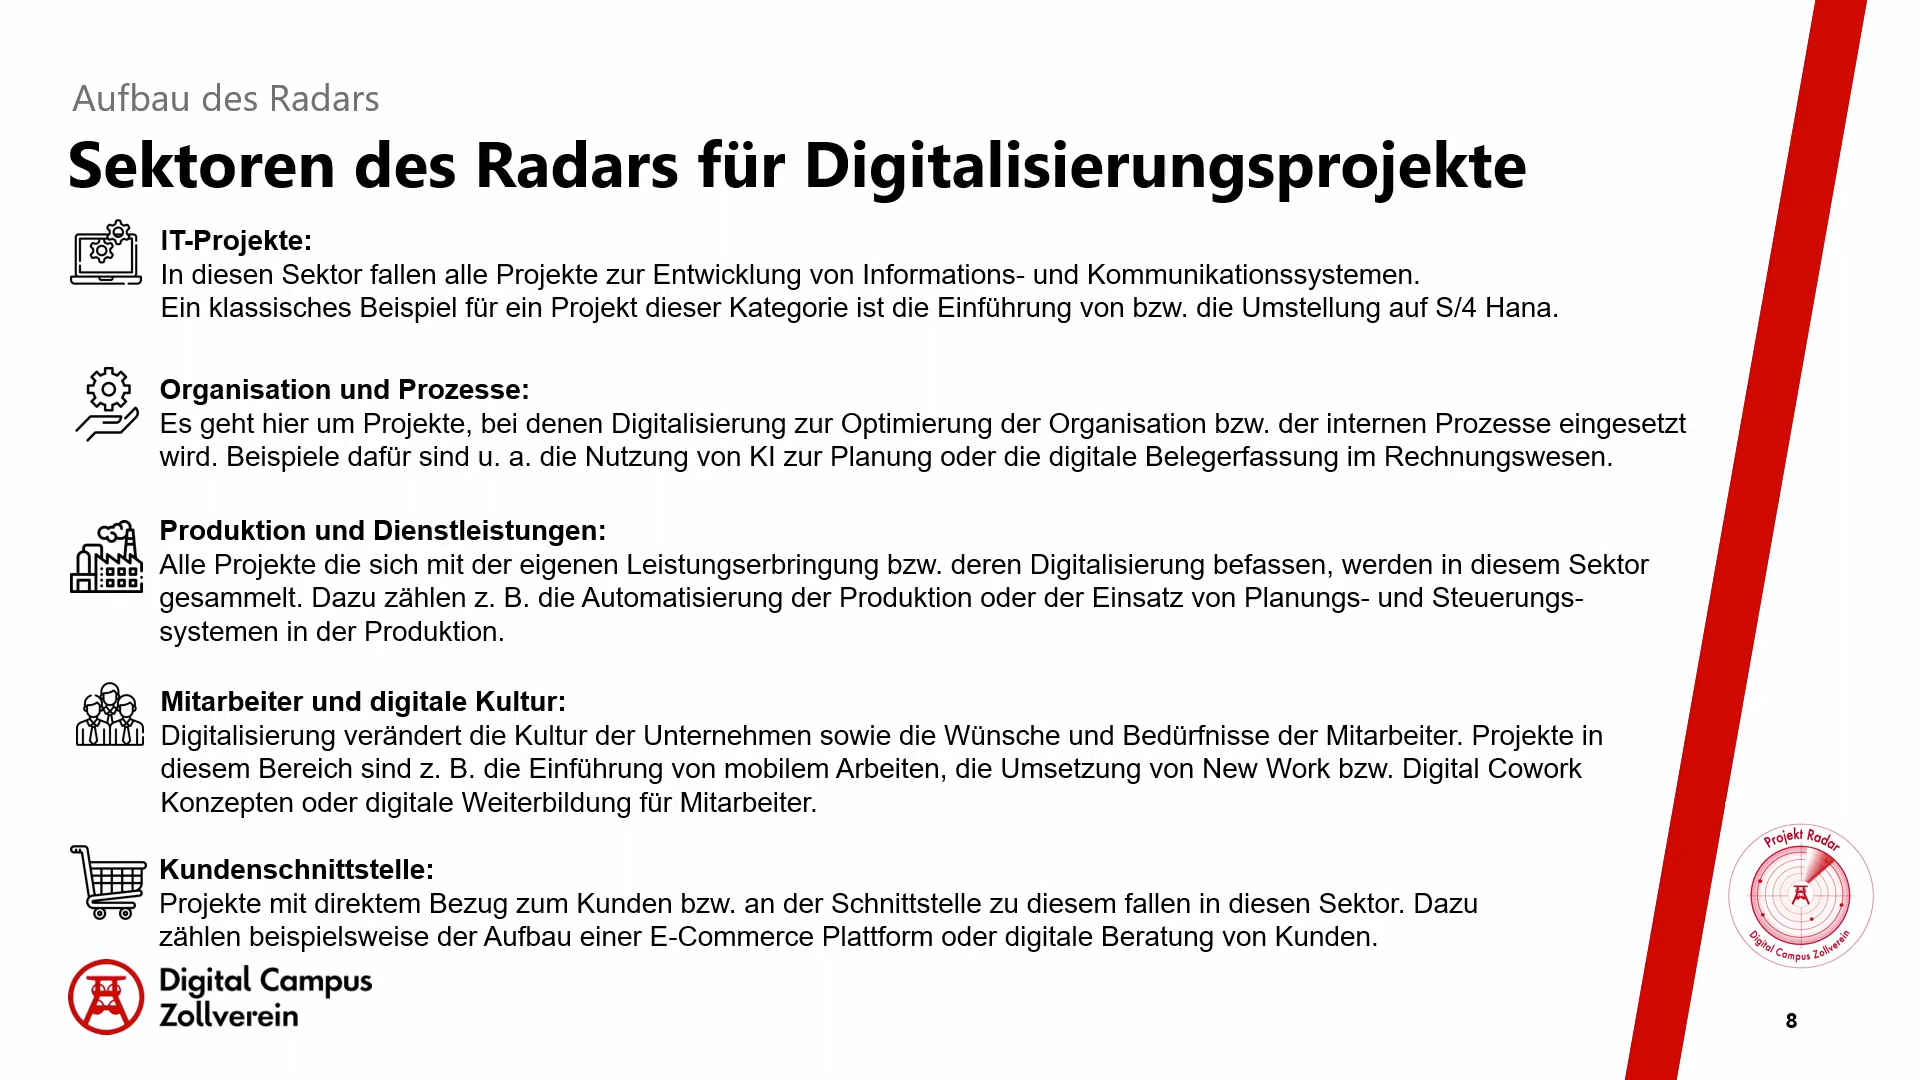 Aufbau des Radars
Sektoren des Radars für Digitalisierungsprojekte
IT-Projekte:
In diesen Sektor fallen alle Projekte zur Entwicklung von Informations- und Kommunikationssystemen.
Ein klassisches Beispiel für ein Projekt dieser Kategorie ist die Einführung von bzw. die Umstellung auf S/4 Hana.
Organisation und Prozesse:
Es geht hier um Projekte, bei denen Digitalisierung zur Optimierung der Organisation bzw. der internen Prozesse eingesetzt
wird. Beispiele dafür sind u. a. die Nutzung von KI zur Planung oder die digitale Belegerfassung im Rechnungswesen.
Produktion und Dienstleistungen:
Alle Projekte die sich mit der eigenen Leistungserbringung bzw. deren Digitalisierung befassen, werden in diesem Sektor
gesammelt. Dazu zählen z. B. die Automatisierung der Produktion oder der Einsatz von Planungs- und Steuerungs-
systemen in der Produktion.
Mitarbeiter und digitale Kultur:
Digitalisierung verändert die Kultur der Unternehmen sowie die Wünsche und Bedürfnisse der Mitarbeiter. Projekte in
diesem Bereich sind z. B. die Einführung von mobilem Arbeiten, die Umsetzung von New Work bzw. Digital Cowork
Konzepten oder digitale Weiterbildung für Mitarbeiter.
Kundenschnittstelle:
Projekte mit direktem Bezug zum Kunden bzw. an der Schnittstelle zu diesem fallen in diesen Sektor. Dazu
zählen beispielsweise der Aufbau einer E-Commerce Plattform oder digitale Beratung von Kunden.
Digital Campus
Zollverein
Projekt Radar
Digital Campus Zollverein
8